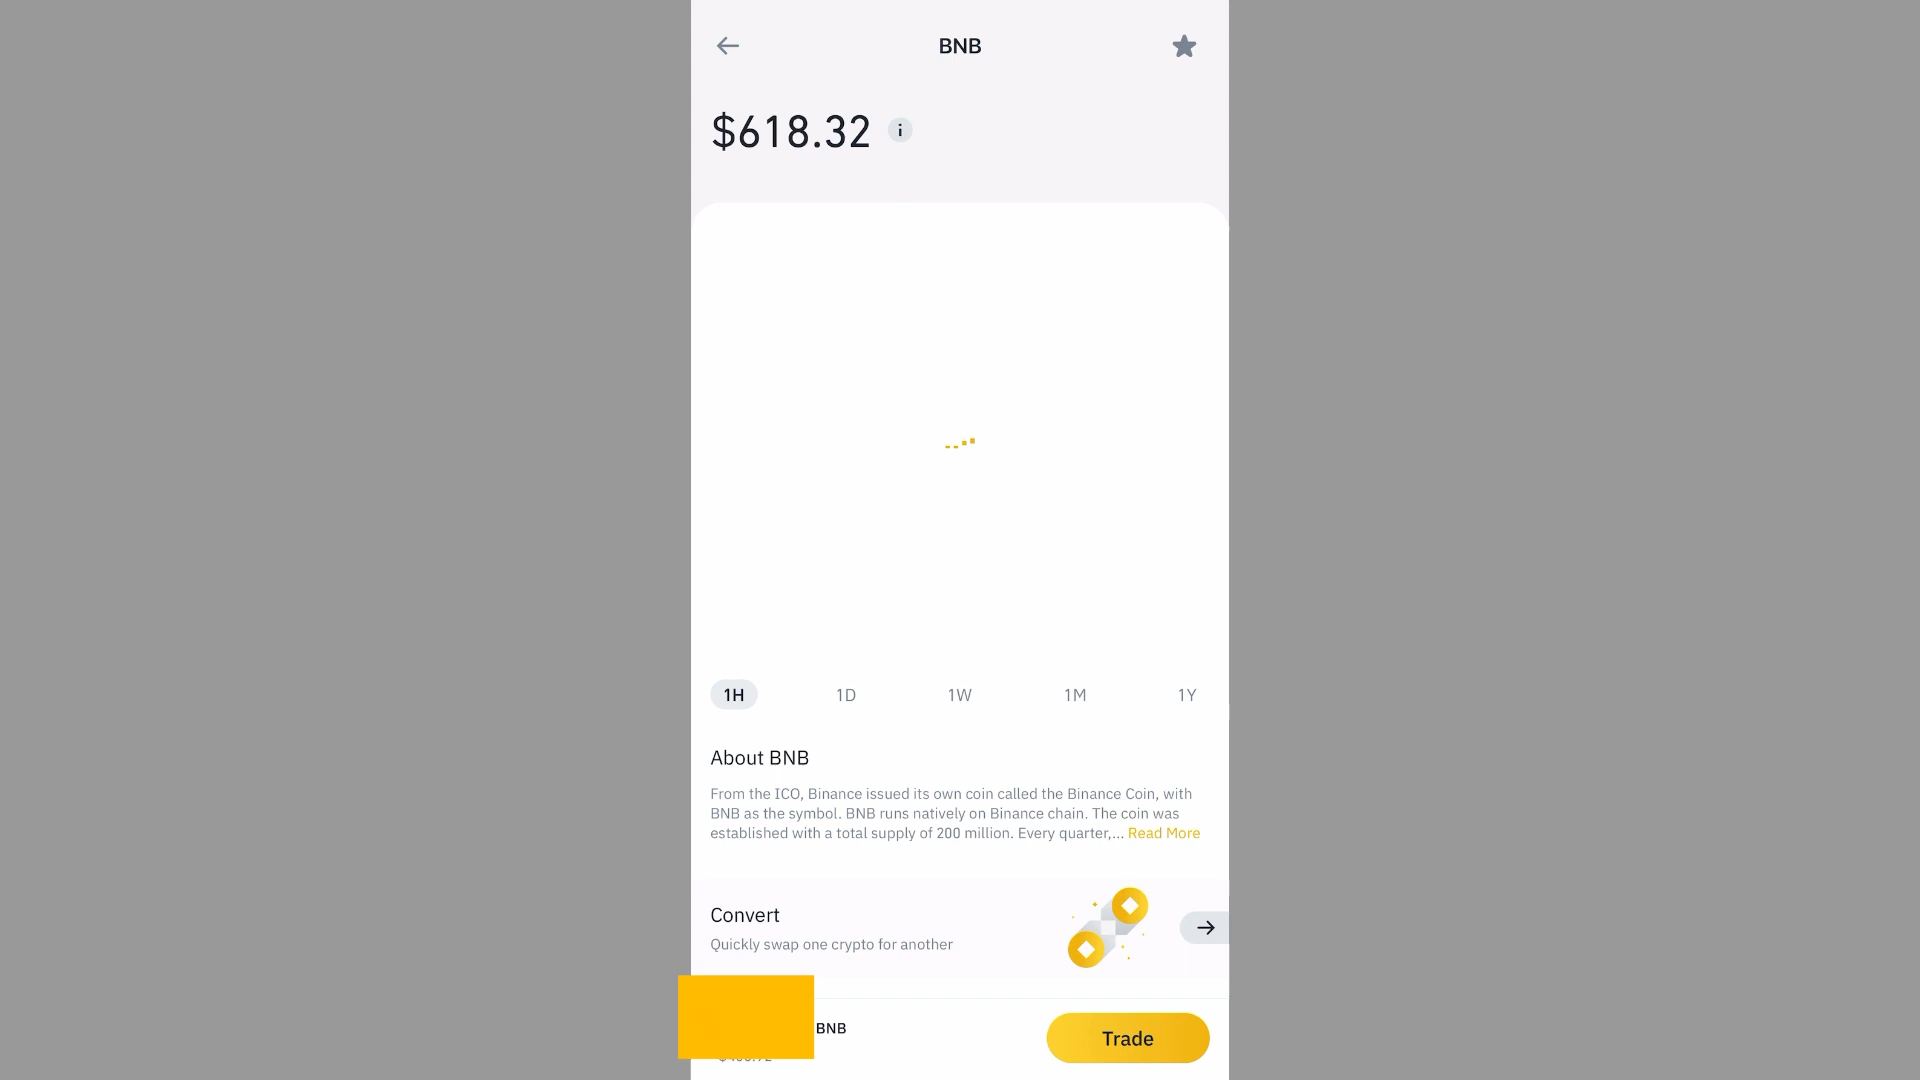 BNB
$618.32
1H 1D 1W 1M 1Y
About BNB
From the ICO, Binance issued its own coin called the Binance Coin, with
BNB as the symbol. BNB runs natively on Binance chain. The coin was
established with a total supply of 200 million. Every quarter,... Read More
Convert
Quickly swap one crypto for another
BNB
Trade